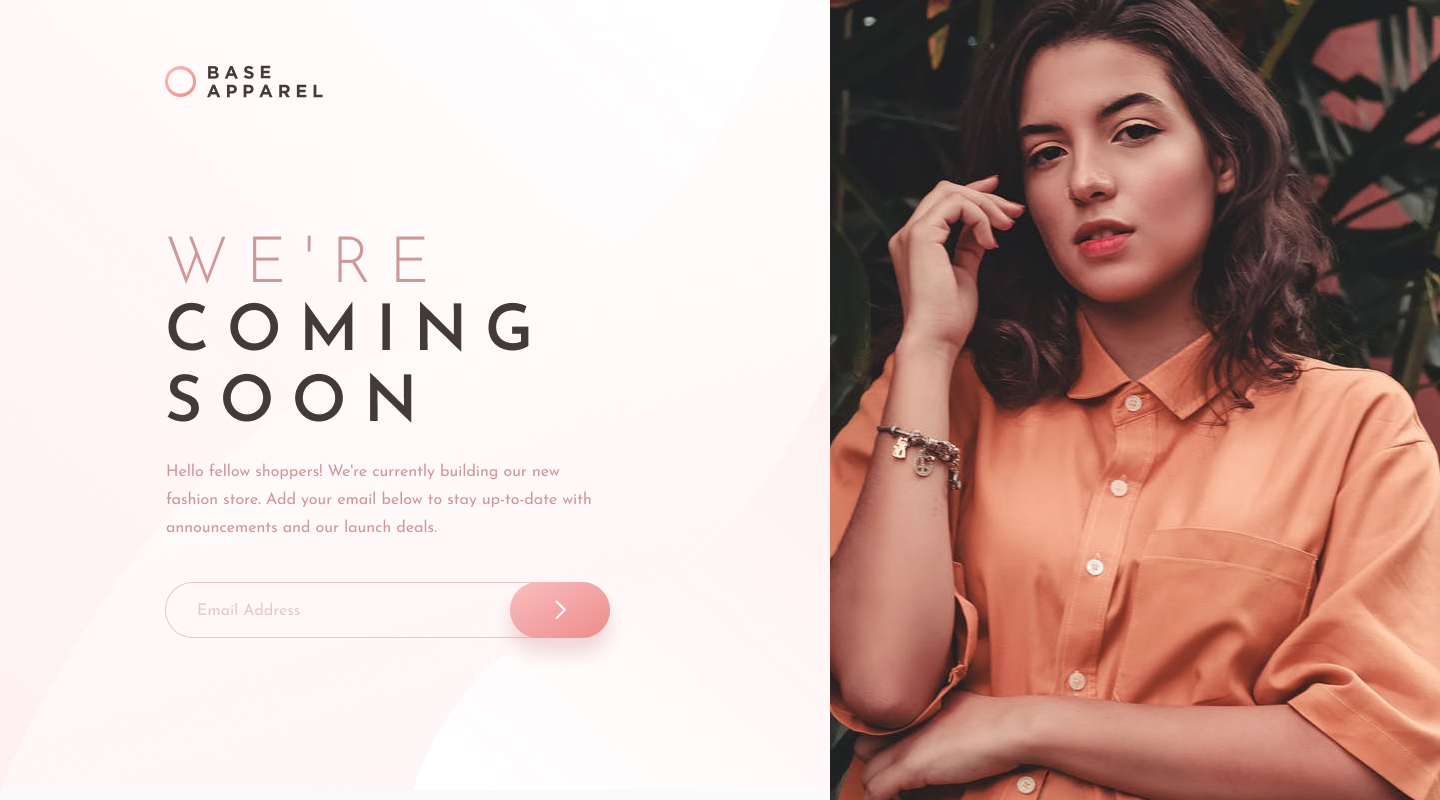 BASE
APPAREL
WE'RE
COMING
SOON
Hello fellow shoppers! We're currently building our new
fashion store. Add your email below to stay up-to-date with
announcements and our launch deals.
Email Address